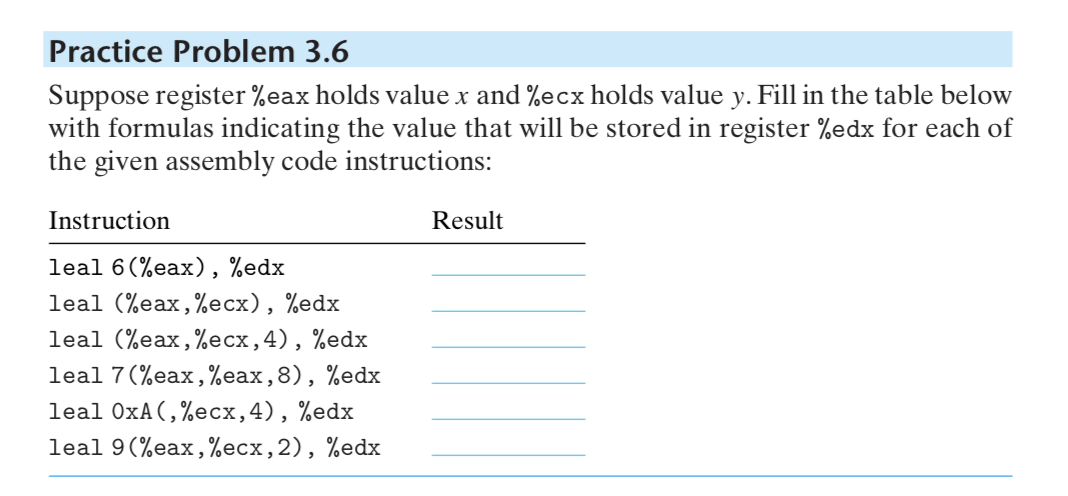 Practice Problem 3.6
Suppose register %eax holds value x and %ecx holds value y. Fill in the table below
with formulas indicating the value that will be stored in register %edx for each of
the given assembly code instructions:
Instruction Result
leal 6(%eax), %edx
leal (%eax,%ecx), %edx
leal (%eax,%ecx,4), %edx
leal 7(%eax,%eax,8), %edx
leal 0xA(,%ecx,4), %edx
leal 9(%eax,%ecx,2), %edx